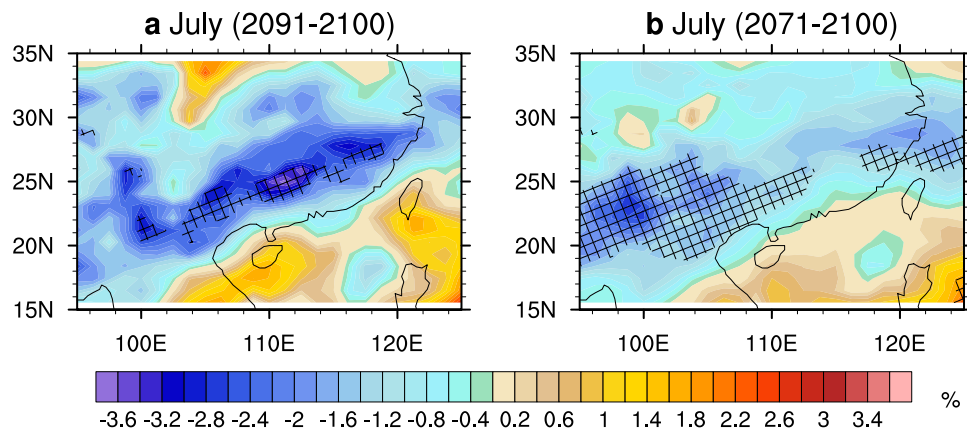 a July (2091-2100)
b July (2071-2100)
35N
30N
25N
20N
15N
100E
110E
120E
35N
30N
25N
20N
15N
100E
110E
120E
-3.6 -3.2 -2.8 -2.4 -2 -1.6 -1.2 -0.8 -0.4 0.2 0.6 1 1.4 1.8 2.2 2.6 3 3.4
%